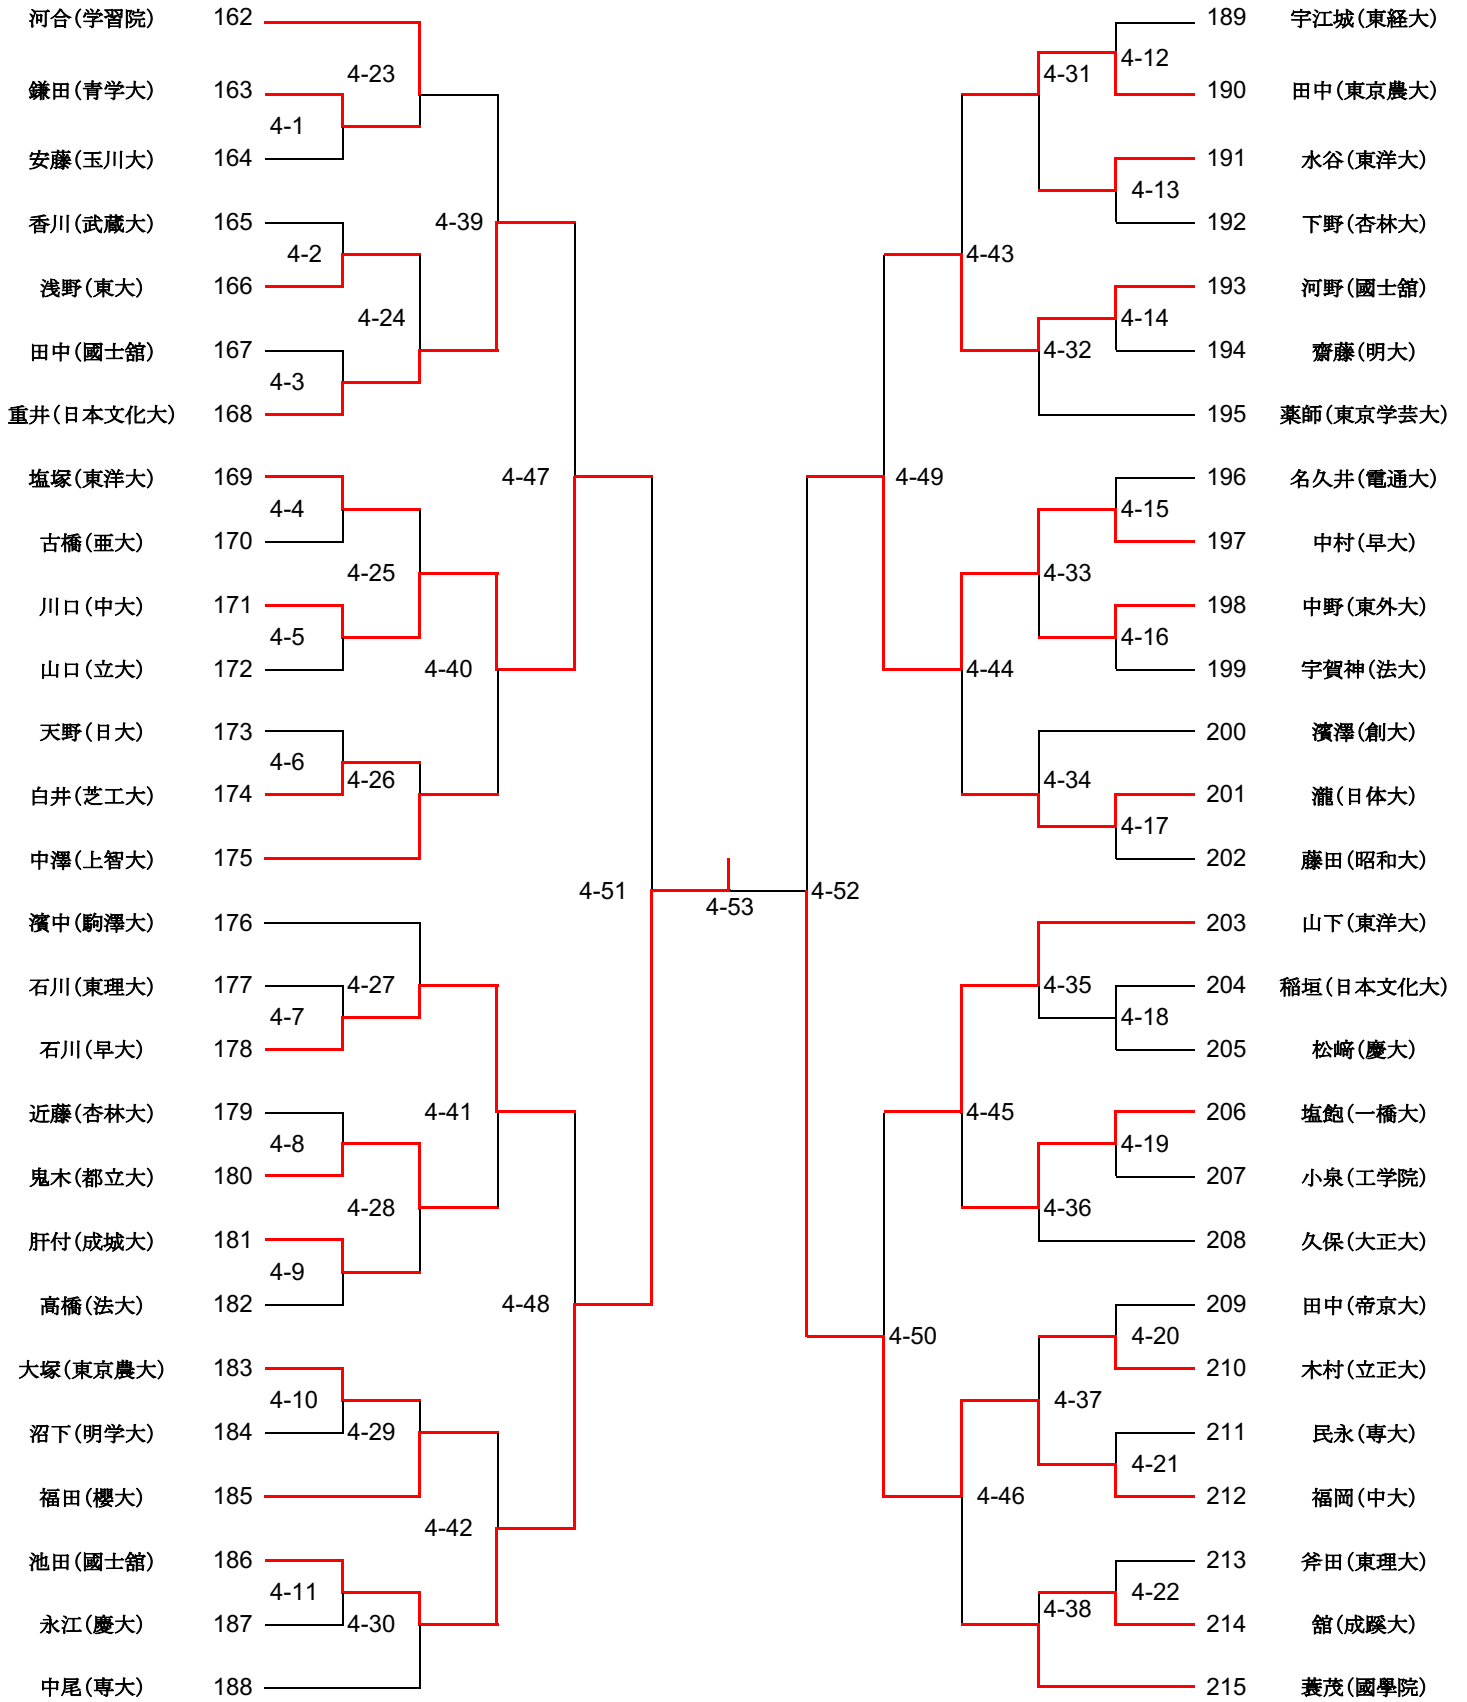 河合(学習院) 162
4-23
鎌田(青学大) 163
4-1
安藤(玉川大) 164
香川(武蔵大) 165
4-39
4-2
浅野(東大) 166
4-24
田中(國士舘) 167
4-3
重井(日本文化大) 168
塩塚(東洋大) 169
4-47
4-4
古橋(亜大) 170
4-25
川口(中大) 171
4-5
山口(立大) 172
4-40
天野(日大) 173
4-6
4-26
白井(芝工大) 174
中澤(上智大) 175
4-51
4-53
濱中(駒澤大) 176
石川(東理大) 177
4-27
4-7
石川(早大) 178
近藤(杏林大) 179
4-41
4-8
鬼木(都立大) 180
4-28
肝付(成城大) 181
4-9
髙橋(法大) 182
4-48
大塚(東京農大) 183
4-10
沼下(明学大) 184
4-29
福田(櫻大) 185
4-42
池田(國士舘) 186
4-11
永江(慶大) 187
4-30
中尾(専大) 188
189 宇江城(東経大)
4-12
4-31
190 田中(東京農大)
191 水谷(東洋大)
4-13
192 下野(杏林大)
4-43
193 河野(國士舘)
4-14
194 齋藤(明大)
4-32
195 薬師(東京学芸大)
196 名久井(電通大)
4-49
4-15
197 中村(早大)
4-33
198 中野(東外大)
4-16
199 宇賀神(法大)
4-44
200 濱澤(創大)
4-34
201 瀧(日体大)
4-17
202 藤田(昭和大)
4-52
203 山下(東洋大)
4-35
204 稲垣(日本文化大)
4-18
205 松﨑(慶大)
4-45
206 塩飽(一橋大)
4-19
207 小泉(工学院)
4-36
208 久保(大正大)
209 田中(帝京大)
4-50
4-20
210 木村(立正大)
4-37
211 民永(専大)
4-21
212 福岡(中大)
4-46
213 斧田(東理大)
4-22
4-38
214 舘(成蹊大)
215 蓑茂(國學院)